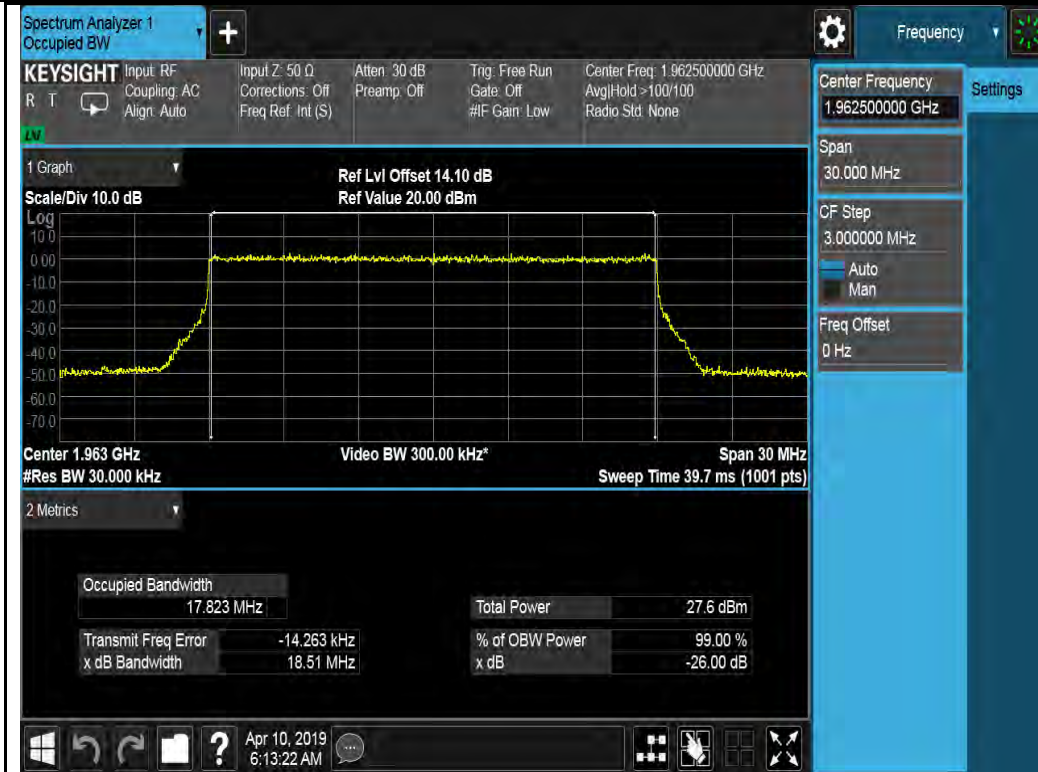 Spectrum Analyzer 1
Occupied BW
+
Frequency
KEYSIGHT
R T
LV
Input: RF
Coupling: AC
Align: Auto
Input Z: 50 Ω
Corrections: Off
Freq Ref: Int (S)
Atten: 30 dB
Preamp: Off
Trig: Free Run
Gate: Off
#IF Gain: Low
Center Freq: 1.962500000 GHz
Avg|Hold >100/100
Radio Std: None
Center Frequency
1.962500000 GHz
Settings
Span
30.000 MHz
CF Step
3.000000 MHz
Auto
Man
Freq Offset
0 Hz
1 Graph
Ref Lvl Offset 14.10 dB
Scale/Div 10.0 dB
Ref Value 20.00 dBm
Log
10.0
0.00
-10.0
-20.0
-30.0
-40.0
-50.0
-60.0
-70.0
Center 1.963 GHz
Video BW 300.00 kHz*
Span 30 MHz
#Res BW 30.000 kHz
Sweep Time 39.7 ms (1001 pts)
2 Metrics
Occupied Bandwidth
17.823 MHz
Total Power 27.6 dBm
Transmit Freq Error -14.263 kHz
% of OBW Power 99.00 %
x dB Bandwidth 18.51 MHz
x dB -26.00 dB
?
Apr 10, 2019
6:13:22 AM